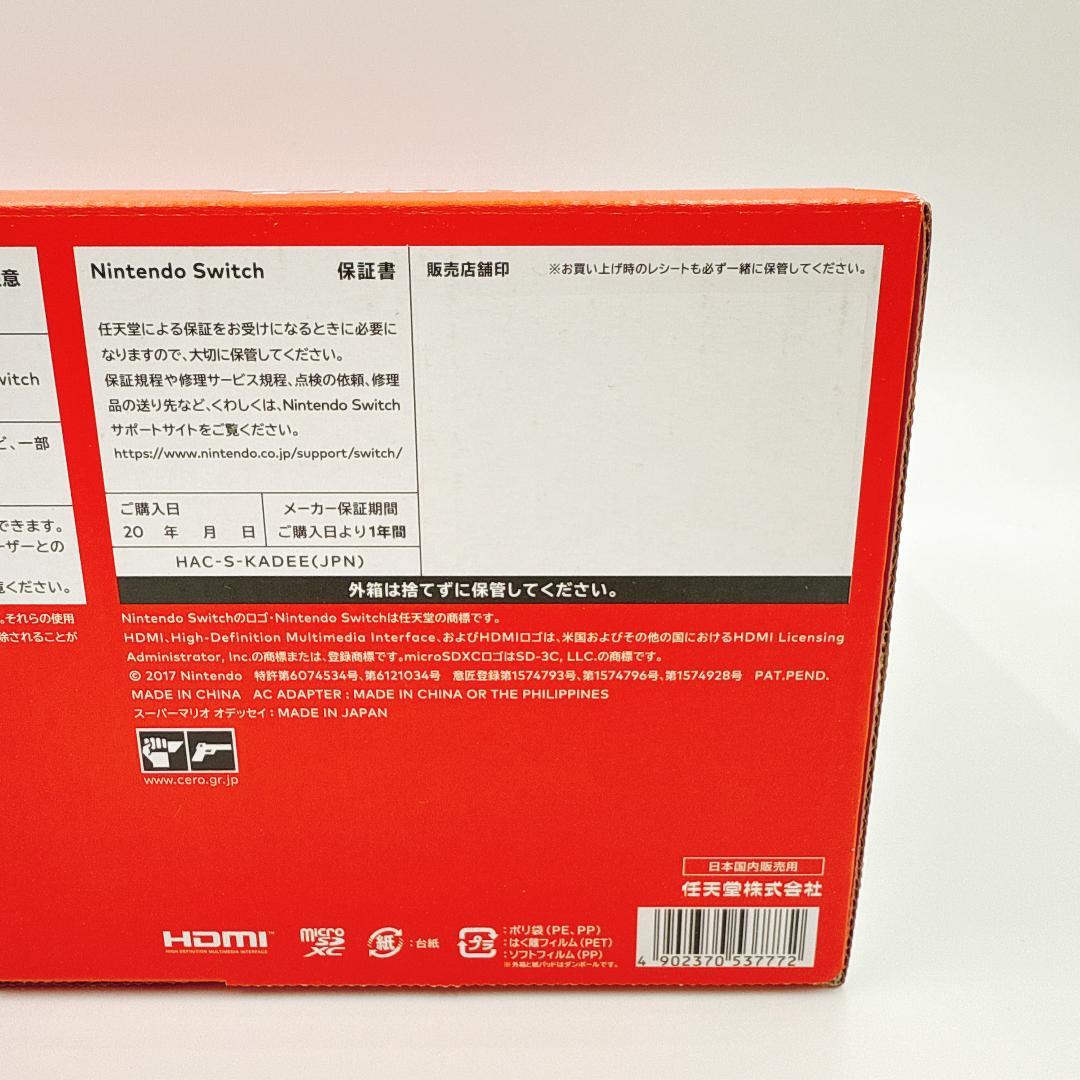 意
witch
ど、一部
できます。
ーザーとの
覧ください。
。それらの使用
除されることが
Nintendo Switch 保証書
任天堂による保証をお受けになるときに必要に
なりますので、大切に保管してください。
保証規程や修理サービス規程、点検の依頼、修理
品の送り先など、くわしくは、Nintendo Switch
サポートサイトをご覧ください。
https://www.nintendo.co.jp/support/switch/
ご購入日
20 年 月 日
メーカー保証期間
ご購入日より1年間
HAC-S-KADEE(JPN)
販売店舗印 ※お買い上げ時のレシートも必ず一緒に保管してください。
外箱は捨てずに保管してください。
Nintendo Switchのロゴ・Nintendo Switchは任天堂の商標です。
HDMI、High-Definition Multimedia Interface、およびHDMIロゴは、米国およびその他の国におけるHDMI Licensing
Administrator, Inc.の商標または、登録商標です。microSDXCロゴはSD-3C, LLC.の商標です。
© 2017 Nintendo 特許第6074534号、第6121034号 意匠登録第1574793号、第1574796号、第1574928号 PAT.PEND.
MADE IN CHINA AC ADAPTER : MADE IN CHINA OR THE PHILIPPINES
スーパーマリオ オデッセイ : MADE IN JAPAN
www.cero.gr.jp
日本国内販売用
任天堂株式会社
HDMI™
HIGH DEFINITION MULTIMEDIA INTERFACE
micro
SD
XC
紙 : 台紙
プラ : ポリ袋(PE、PP)
: はく離フィルム(PET)
: ソフトフィルム(PP)
※外箱と紙パッドはダンボールです。
4 902370 537772